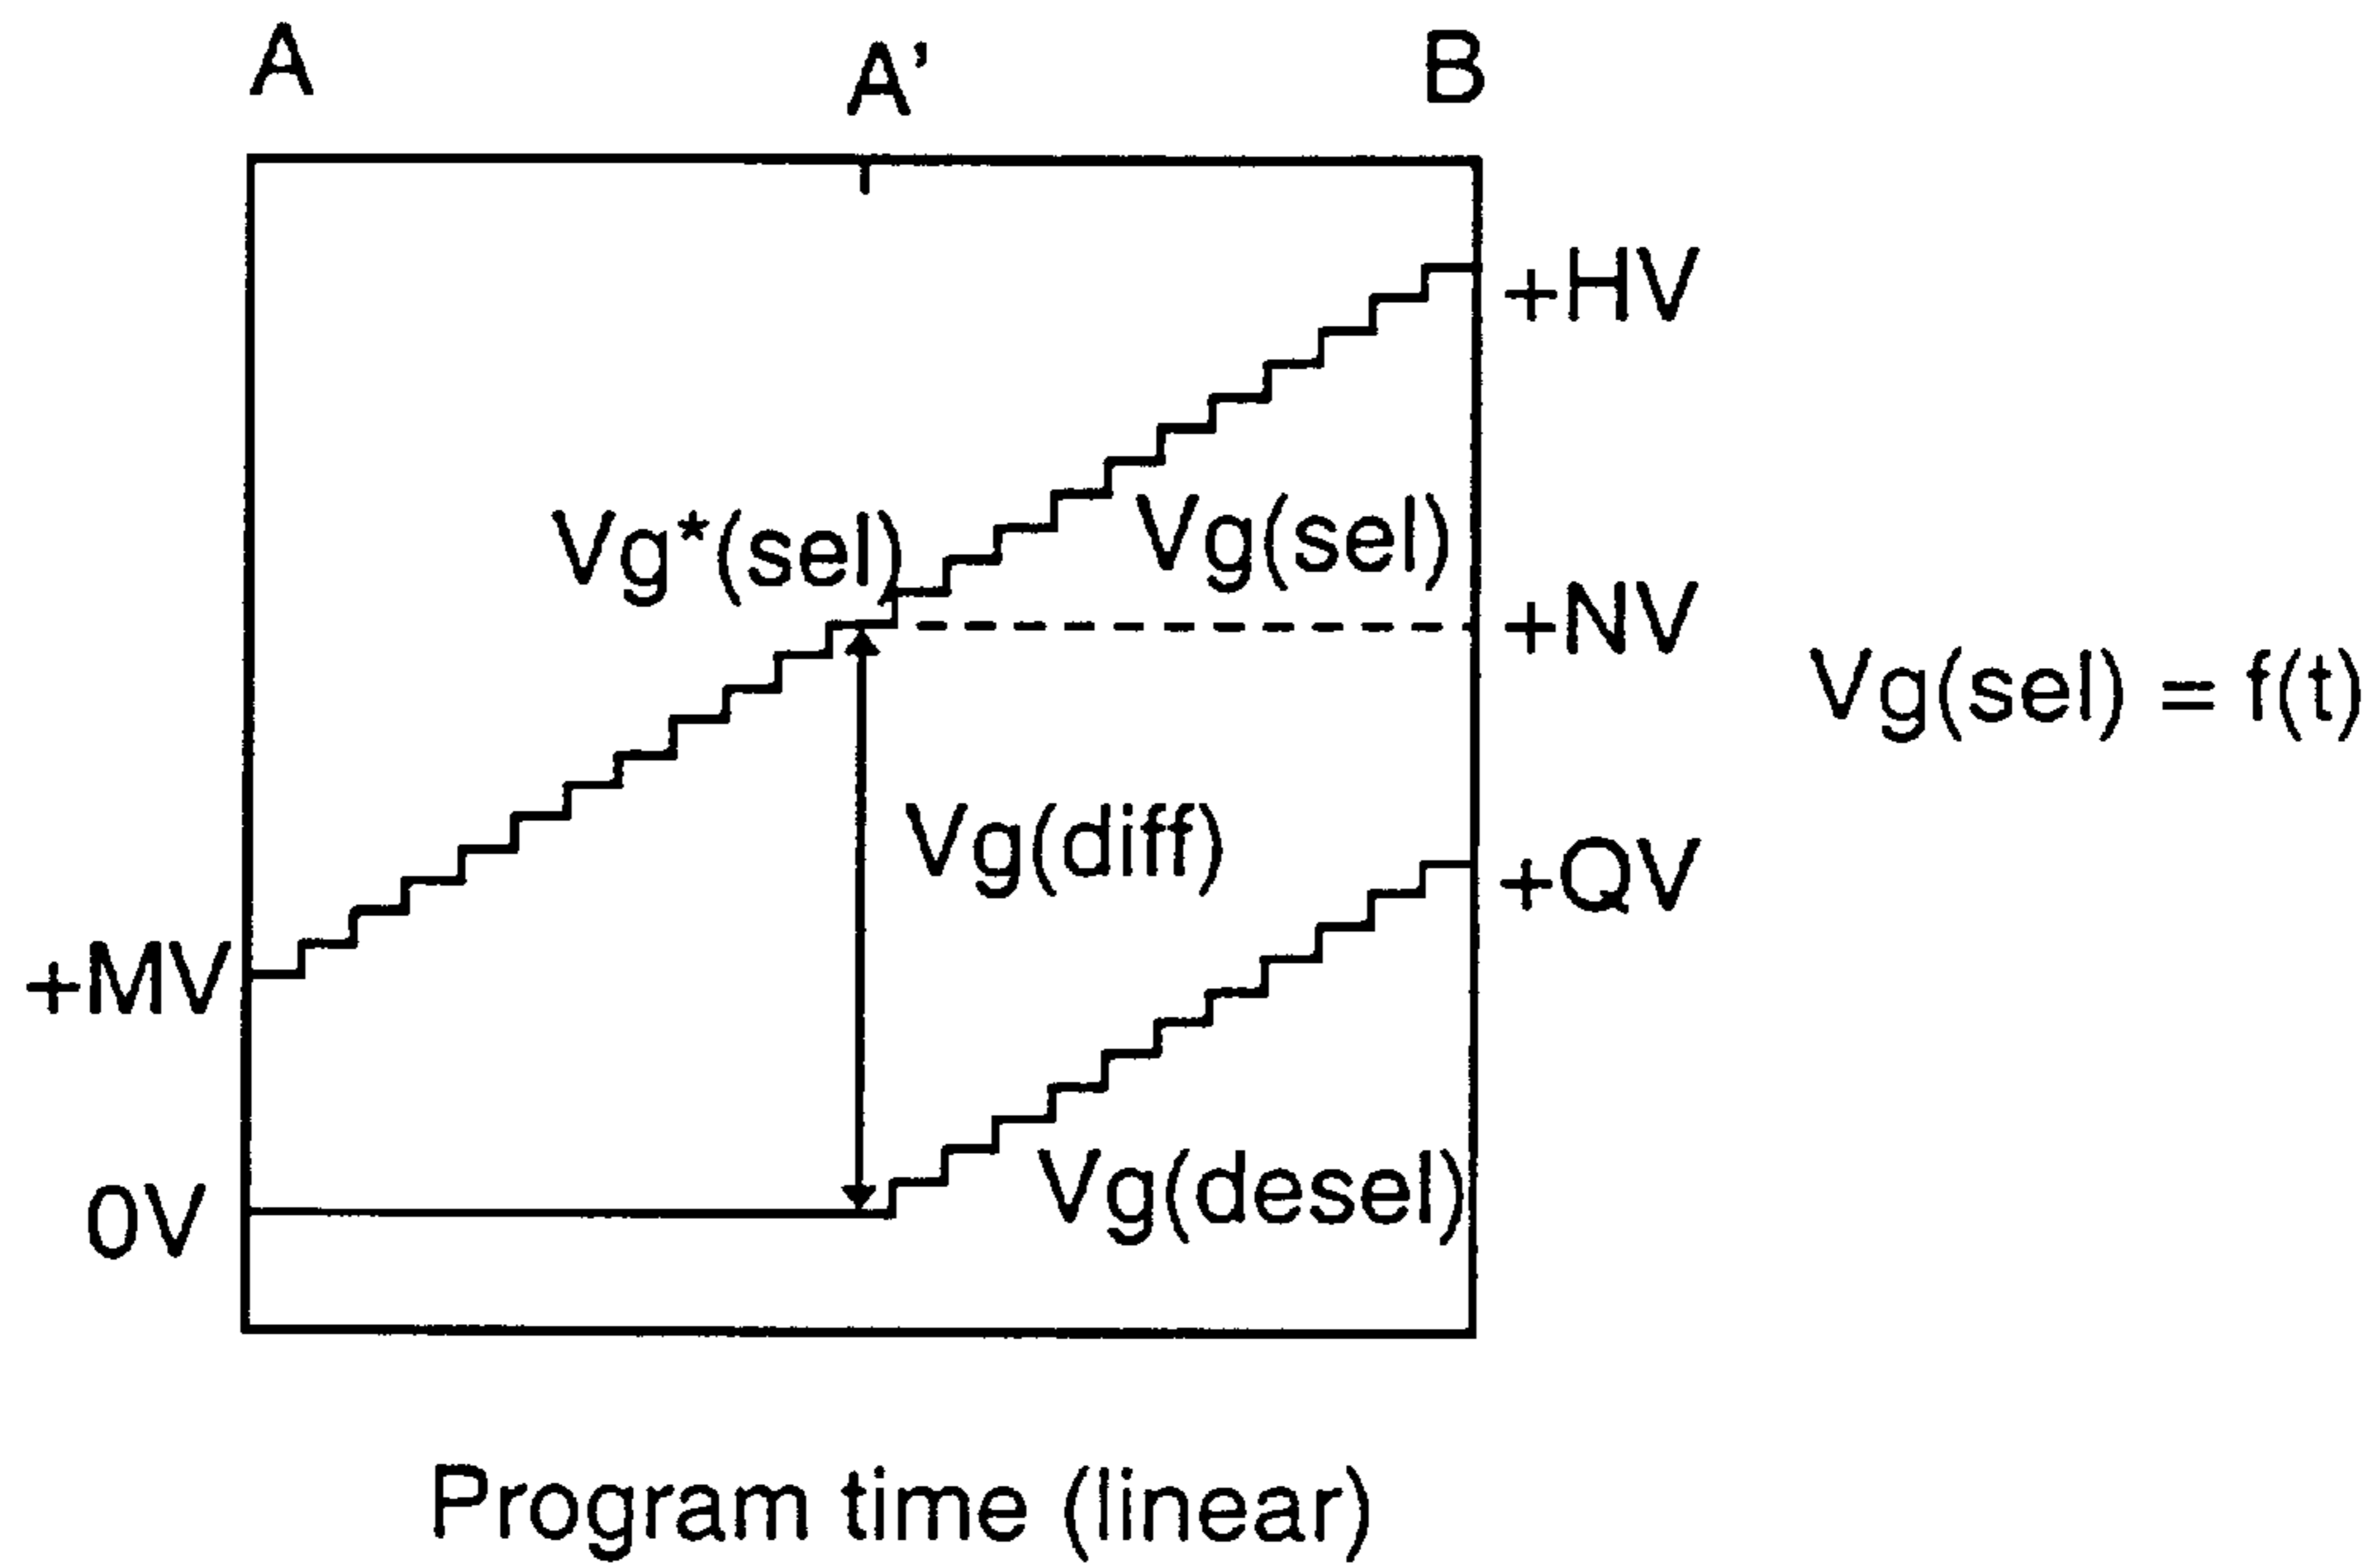 A
A’
B
+HV
Vg*(sel)
Vg(sel)
+NV
Vg(sel) = f(t)
Vg(diff)
+QV
+MV
Vg(desel)
0V
Program time (linear)